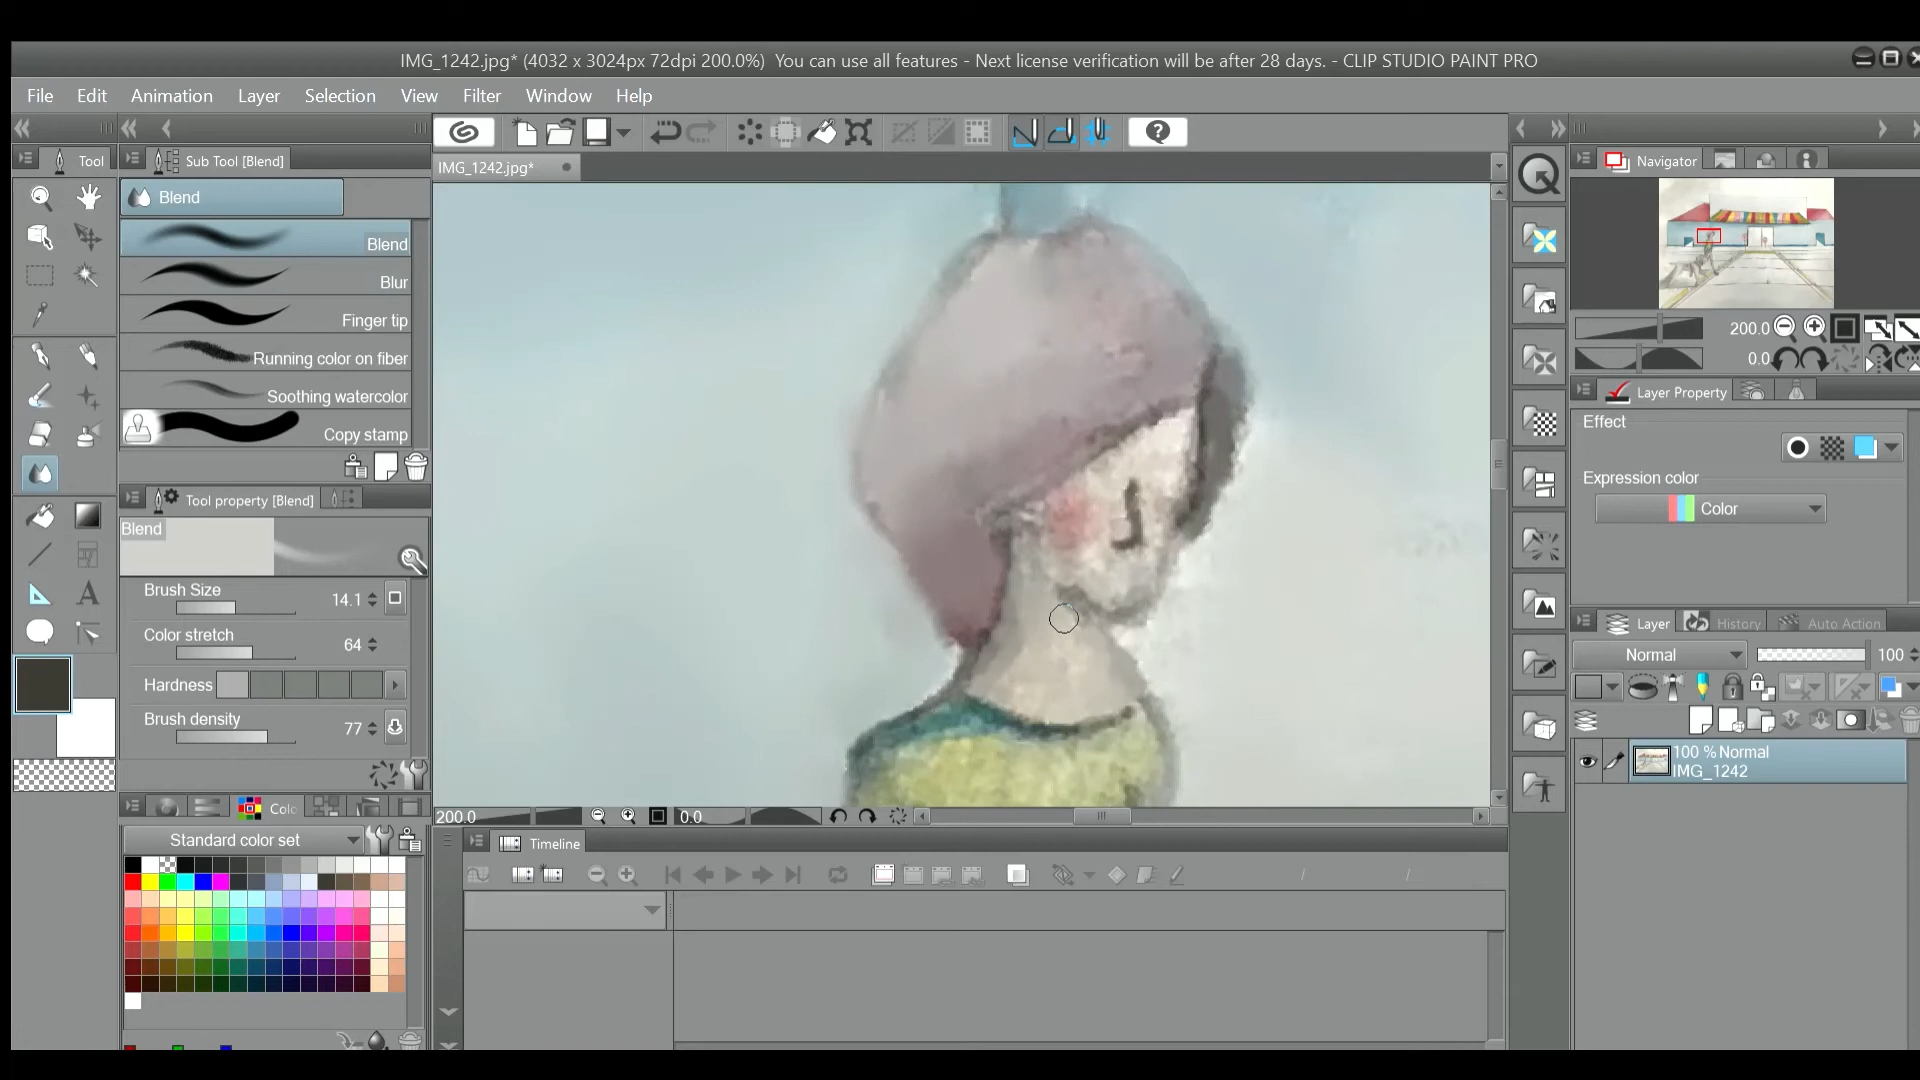 IMG_1242.jpg* (4032 x 3024px 72dpi 200.0%)  You can use all features - Next license verification will be after 28 days. - CLIP STUDIO PAINT PRO
File Edit Animation Layer Selection View Filter Window Help
Tool
Sub Tool [Blend]
IMG_1242.jpg*
Navigator
Blend
Blend
Blur
Finger tip
Running color on fiber
Soothing watercolor
Copy stamp
200.0
0.0
Layer Property
Effect
Expression color
Color
Tool property [Blend]
Blend
Brush Size 14.1
Color stretch 64
Hardness
Brush density 77
Layer History Auto Action
Normal 100
100 % Normal
IMG_1242
Colo
Standard color set
200.0 0.0
Timeline